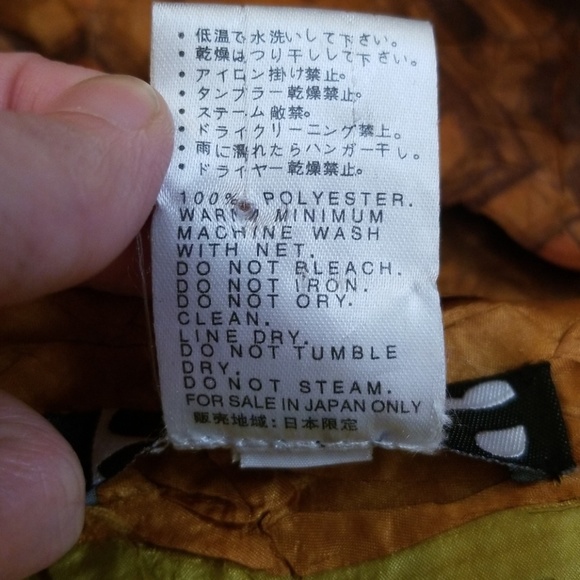 ・低温で水洗いして下さい。
・乾燥はつり干しして下さい。
・アイロン掛け禁止。
・タンブラー乾燥禁止。
・スチーム敵禁。
・ドライクリーニング禁止。
・雨に濡れたらハンガー干し。
・ドライヤー乾燥禁止。
100% POLYESTER.
WARM MINIMUM
MACHINE WASH
WITH NET.
DO NOT BLEACH.
DO NOT IRON.
DO NOT ORY.
CLEAN.
LINE DRY.
DO NOT TUMBLE
DRY.
DO NOT STEAM.
FOR SALE IN JAPAN ONLY
販売地域：日本限定